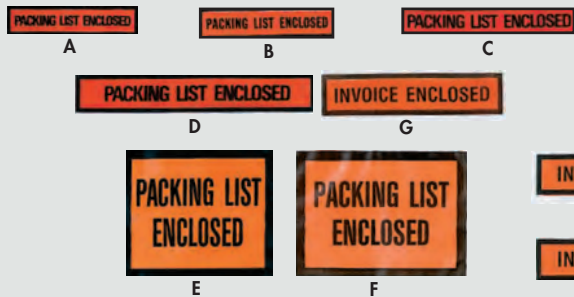 PACKING LIST ENCLOSED
PACKING LIST ENCLOSED
PACKING LIST ENCLOSED
A
B
C
PACKING LIST ENCLOSED
INVOICE ENCLOSED
D
G
PACKING LIST
ENCLOSED
PACKING LIST
ENCLOSED
IN
IN
E
F